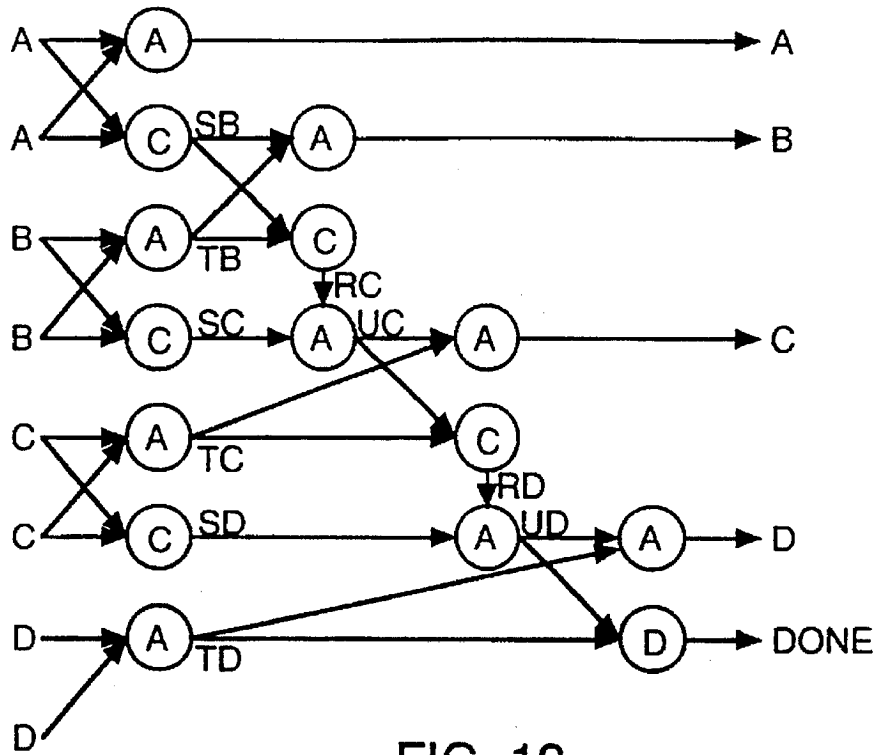 A A A
A C SB A B
B A TB C
RC
B C SC A UC A C
C A TC C
RD
C C SD A UD A D
D A TD D DONE
D